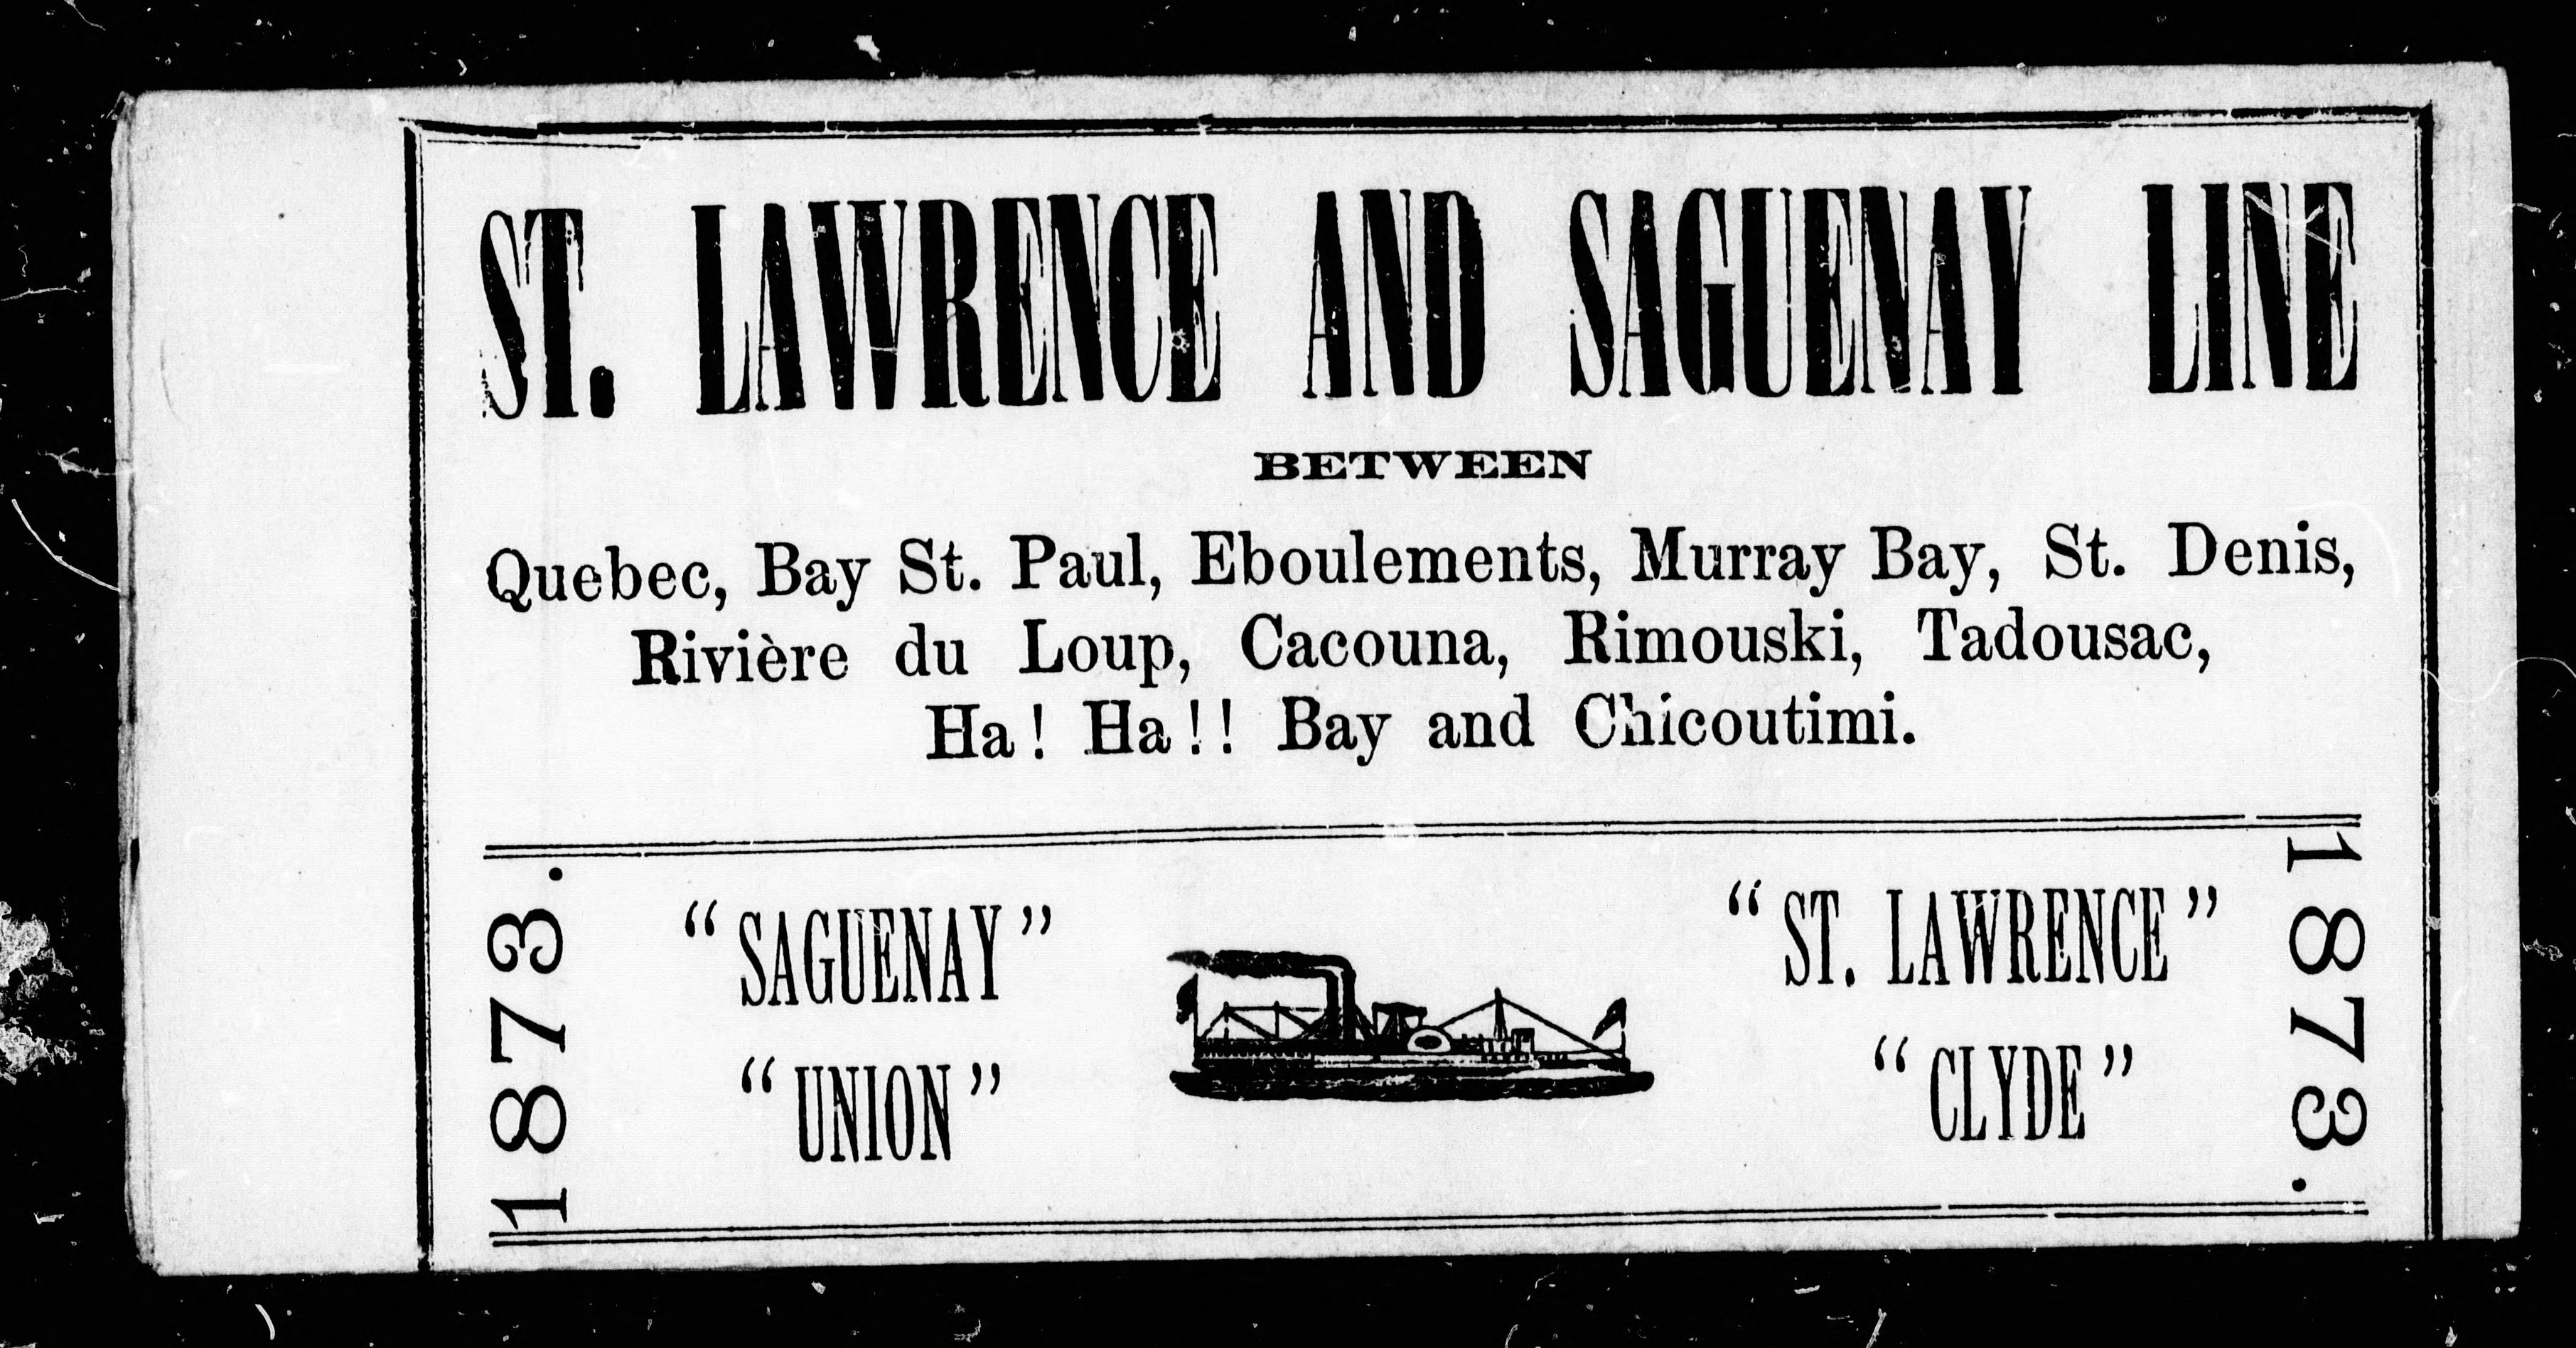 ST. LAWRENCE AND SAGUENAY LINE
BETWEEN
Quebec, Bay St. Paul, Eboulements, Murray Bay, St. Denis,
Rivière du Loup, Cacouna, Rimouski, Tadousac,
Ha! Ha!! Bay and Chicoutimi.
1873.
"SAGUENAY"
"UNION"
"ST. LAWRENCE"
"CLYDE"
1873.